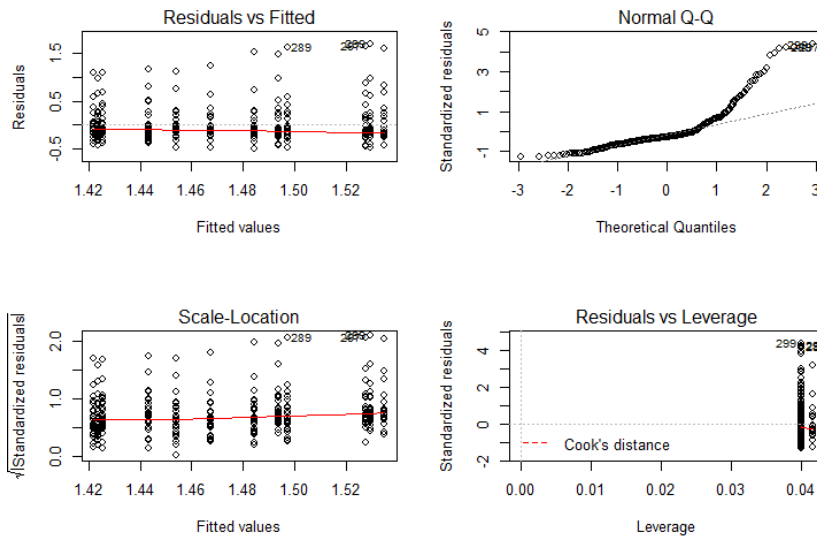 Residuals vs Fitted
Residuals
-0.5 0.5 1.5
289
1.42 1.44 1.46 1.48 1.50 1.52
Fitted values
Normal Q-Q
Standardized residuals
-1 1 3 5
-3 -2 -1 0 1 2 3
Theoretical Quantiles
Scale-Location
√|Standardized residuals|
0.0 1.0 2.0
289
1.42 1.44 1.46 1.48 1.50 1.52
Fitted values
Residuals vs Leverage
Standardized residuals
-2 0 2 4
299
Cook's distance
0.00 0.01 0.02 0.03 0.04
Leverage